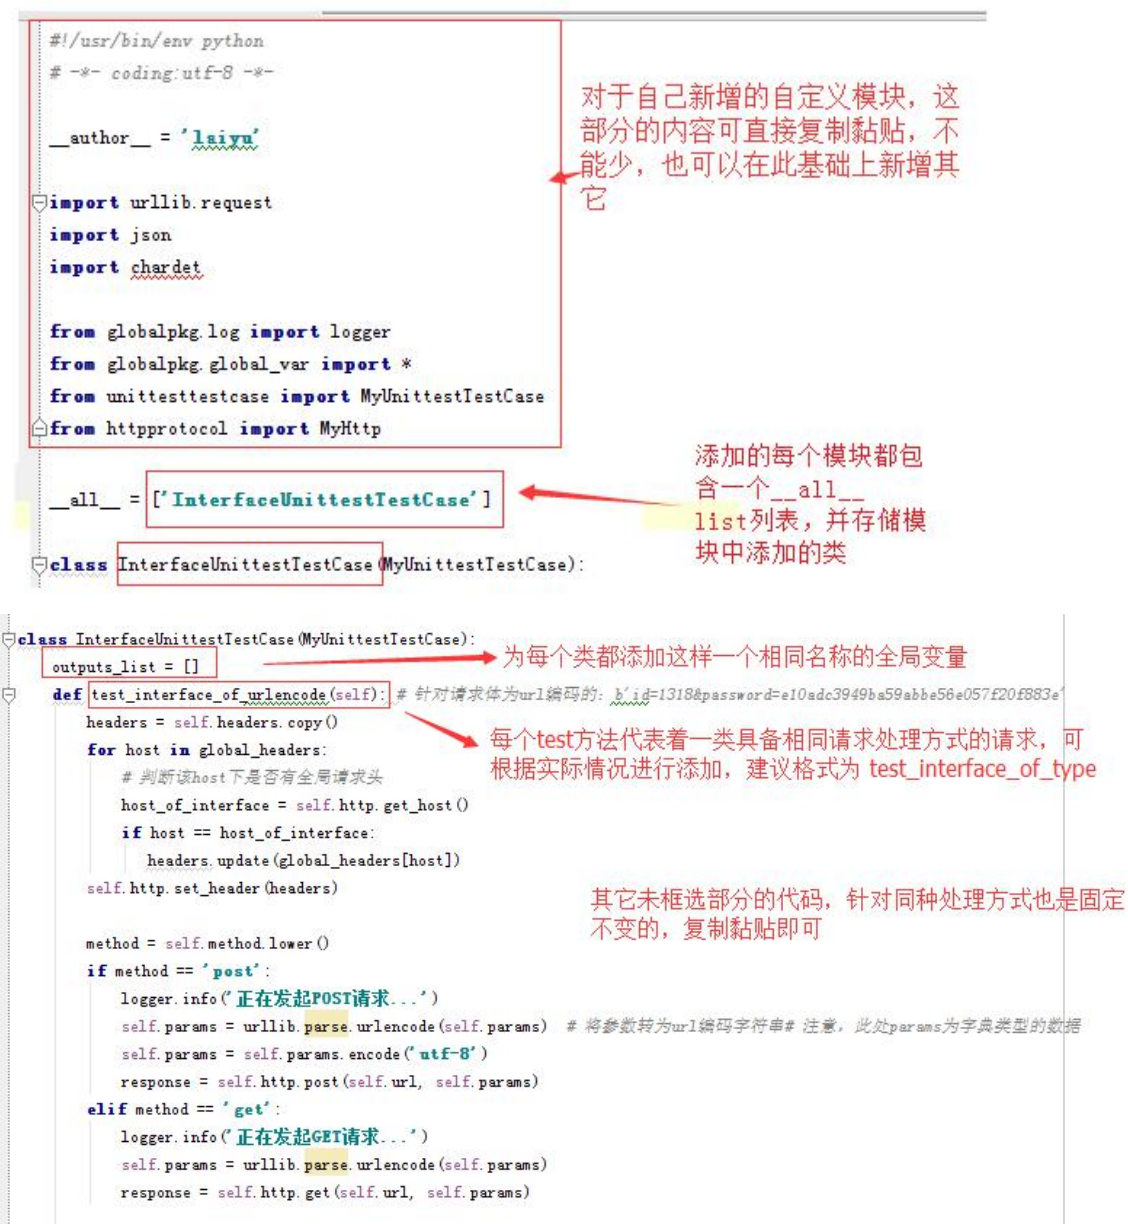 #!/usr/bin/env python
# -*- coding:utf-8 -*-
__author__ = 'laiyu'
import urllib.request
import json
import chardet
from globalpkg.log import logger
from globalpkg.global_var import *
from unittesttestcase import MyUnittestTestCase
from httpprotocol import MyHttp
对于自己新增的自定义模块，这
部分的内容可直接复制黏贴，不
能少，也可以在此基础上新增其
它
__all__ = ['InterfaceUnittestTestCase']
添加的每个模块都包
含一个__all__
list列表，并存储模
块中添加的类
class InterfaceUnittestTestCase(MyUnittestTestCase):
class InterfaceUnittestTestCase(MyUnittestTestCase):
outputs_list = []
为每个类都添加这样一个相同名称的全局变量
def test_interface_of_urlencode(self): # 针对请求体为url编码的: b'id=1318&password=e10adc3949ba59abbe56e057f20f883e'
headers = self.headers.copy()
for host in global_headers:
每个test方法代表着一类具备相同请求处理方式的请求，可
根据实际情况进行添加，建议格式为 test_interface_of_type
# 判断该host下是否有全局请求头
host_of_interface = self.http.get_host()
if host == host_of_interface:
headers.update(global_headers[host])
self.http.set_header(headers)
其它未框选部分的代码，针对同种处理方式也是固定
不变的，复制黏贴即可
method = self.method.lower()
if method == 'post':
logger.info('正在发起POST请求...')
self.params = urllib.parse.urlencode(self.params) # 将参数转为url编码字符串# 注意，此处params为字典类型的数据
self.params = self.params.encode('utf-8')
response = self.http.post(self.url, self.params)
elif method == 'get':
logger.info('正在发起GET请求...')
self.params = urllib.parse.urlencode(self.params)
response = self.http.get(self.url, self.params)